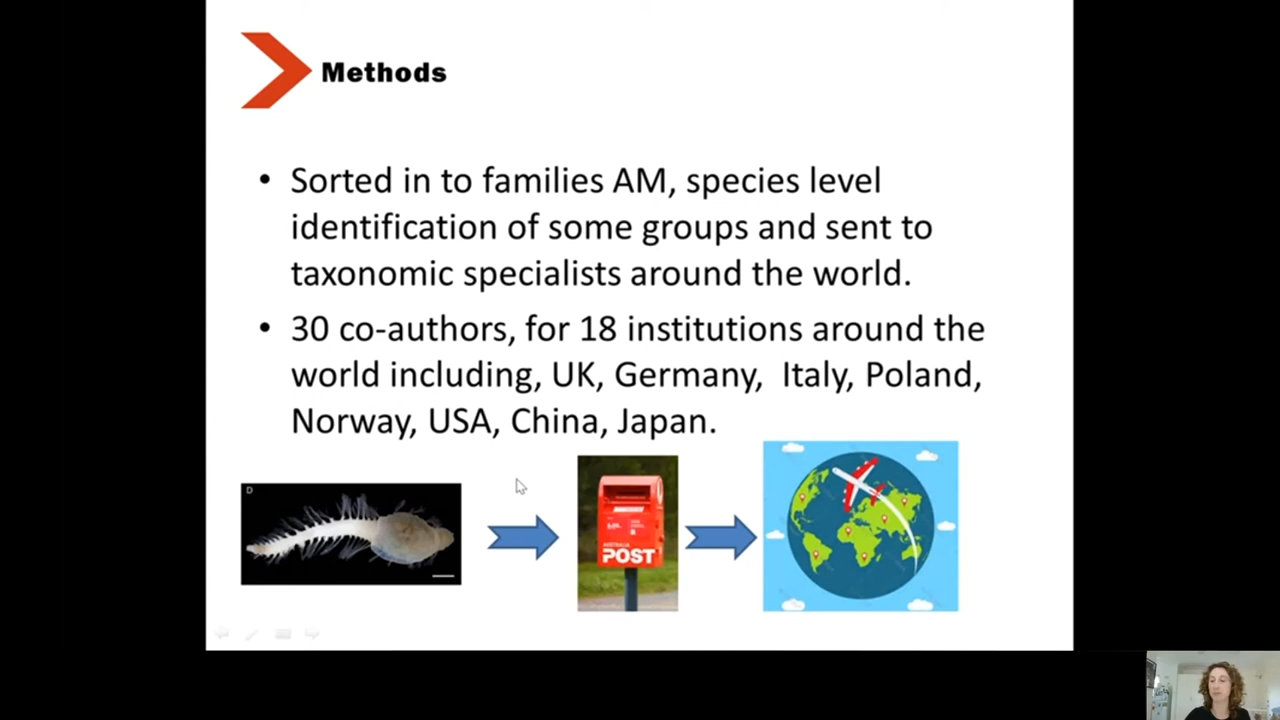 Methods
• Sorted in to families AM, species level
identification of some groups and sent to
taxonomic specialists around the world.
• 30 co-authors, for 18 institutions around the
world including, UK, Germany, Italy, Poland,
Norway, USA, China, Japan.
D
AUSTRALIA
POST